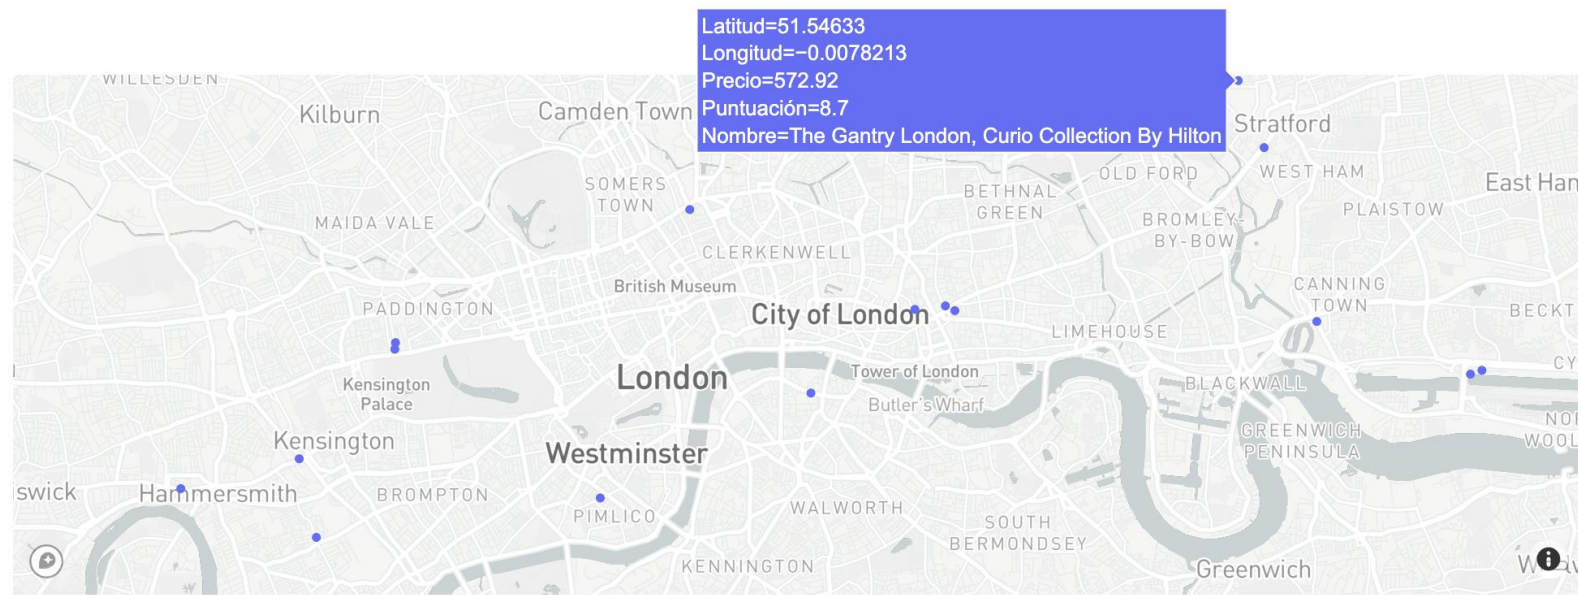 Latitud=51.54633
Longitud=−0.0078213
Precio=572.92
Puntuación=8.7
Nombre=The Gantry London, Curio Collection By Hilton
WILLESDEN
Kilburn
Camden Town
Stratford
OLD FORD
WEST HAM
East Han
SOMERS
TOWN
BETHNAL
GREEN
PLAISTOW
MAIDA VALE
BROMLEY-
BY-BOW
CLERKENWELL
British Museum
CANNING
TOWN
PADDINGTON
City of London
BECKT
LIMEHOUSE
London
Tower of London
CY
Kensington
Palace
Butler's Wharf
BLACKWALL
NOR
WOOL
Kensington
Westminster
GREENWICH
PENINSULA
iswick
Hammersmith
BROMPTON
PIMLICO
WALWORTH
SOUTH
BERMONDSEY
KENNINGTON
Greenwich